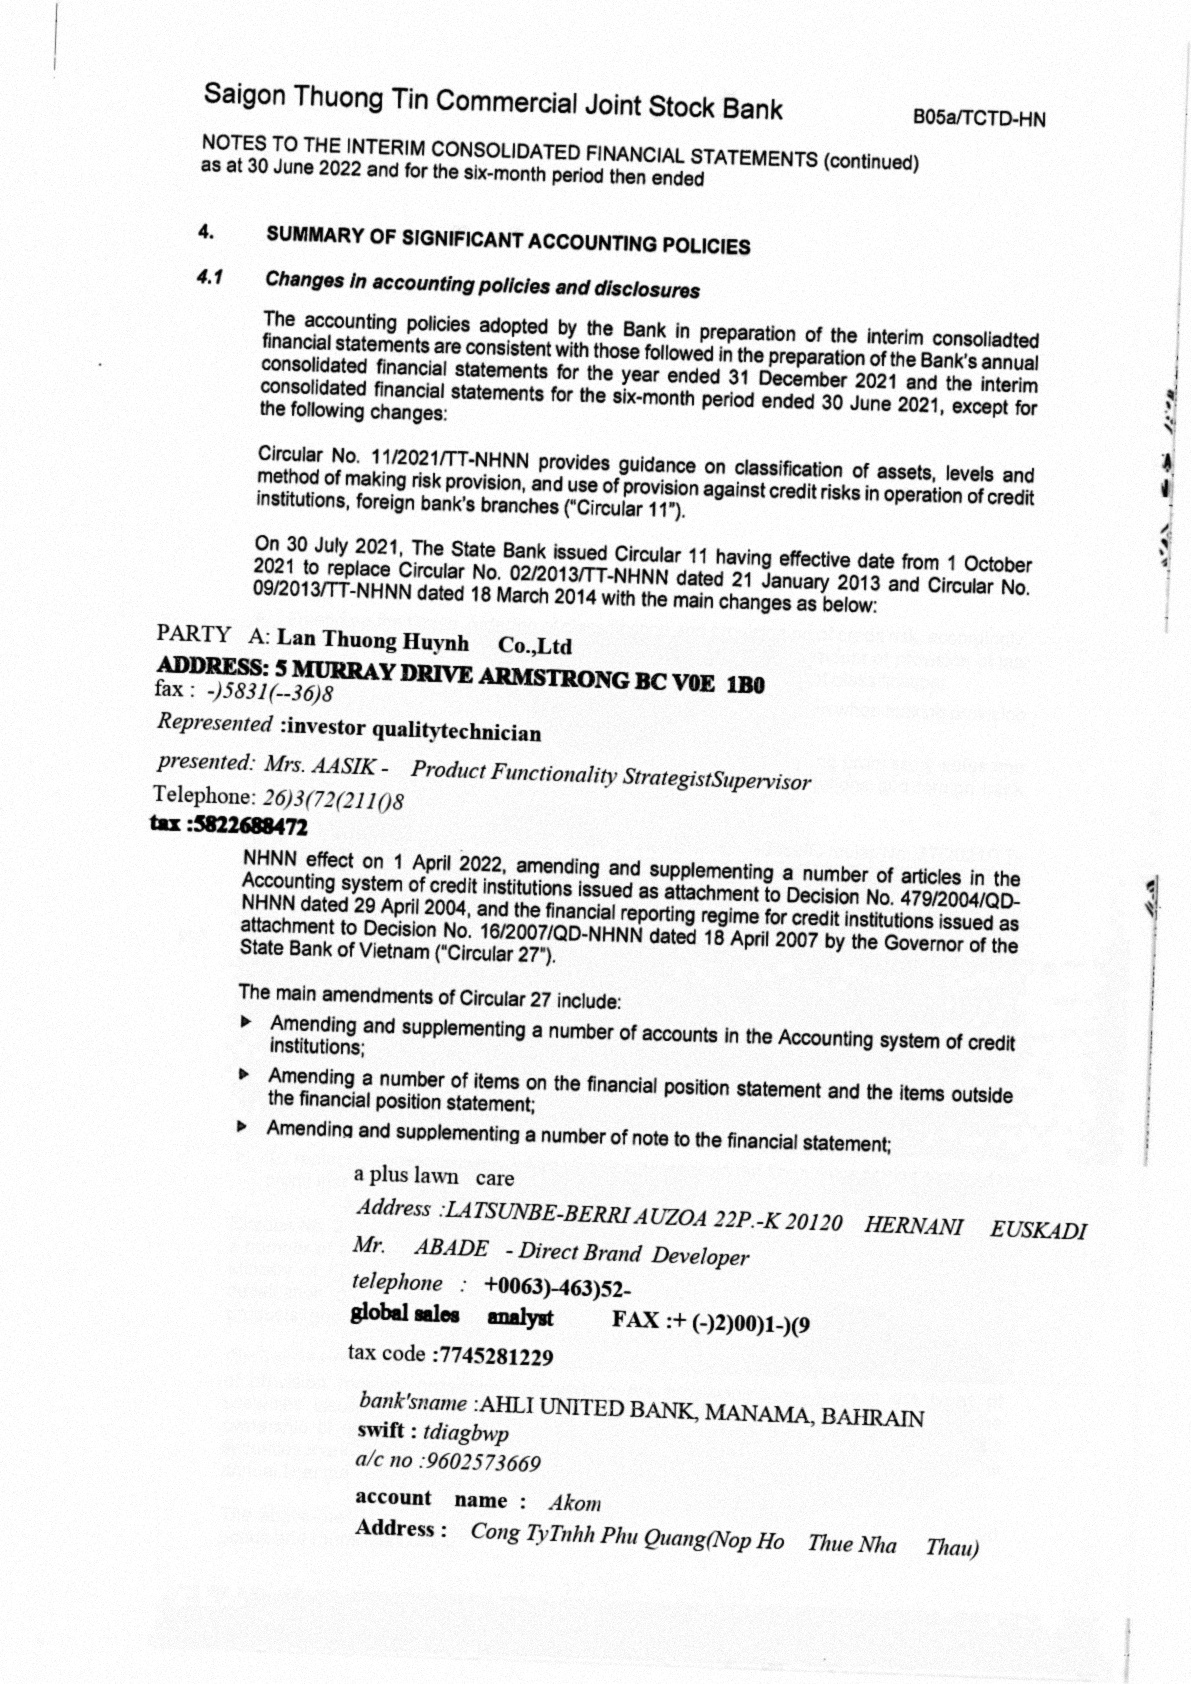 Saigon Thuong Tin Commercial Joint Stock Bank
B05a/TCTD-HN
NOTES TO THE INTERIM CONSOLIDATED FINANCIAL STATEMENTS (continued)
as at 30 June 2022 and for the six-month period then ended
4. SUMMARY OF SIGNIFICANT ACCOUNTING POLICIES
4.1 Changes in accounting policies and disclosures
The accounting policies adopted by the Bank in preparation of the interim consoliadted
financial statements are consistent with those followed in the preparation of the Bank's annual
consolidated financial statements for the year ended 31 December 2021 and the interim
consolidated financial statements for the six-month period ended 30 June 2021, except for
the following changes:
Circular No. 11/2021/TT-NHNN provides guidance on classification of assets, levels and
method of making risk provision, and use of provision against credit risks in operation of credit
institutions, foreign bank's branches ("Circular 11").
On 30 July 2021, The State Bank issued Circular 11 having effective date from 1 October
2021 to replace Circular No. 02/2013/TT-NHNN dated 21 January 2013 and Circular No.
09/2013/TT-NHNN dated 18 March 2014 with the main changes as below:
PARTY A: Lan Thuong Huynh Co.,Ltd
ADDRESS: 5 MURRAY DRIVE ARMSTRONG BC V0E 1B0
fax : -)5831(--36)8
Represented :investor qualitytechnician
presented: Mrs. AASIK - Product Functionality StrategistSupervisor
Telephone: 26)3(72(211()8
tax :5822688472
NHNN effect on 1 April 2022, amending and supplementing a number of articles in the
Accounting system of credit institutions issued as attachment to Decision No. 479/2004/QD-
NHNN dated 29 April 2004, and the financial reporting regime for credit institutions issued as
attachment to Decision No. 16/2007/QD-NHNN dated 18 April 2007 by the Governor of the
State Bank of Vietnam ("Circular 27").
The main amendments of Circular 27 include:
▶ Amending and supplementing a number of accounts in the Accounting system of credit
institutions;
▶ Amending a number of items on the financial position statement and the items outside
the financial position statement;
▶ Amending and supplementing a number of note to the financial statement;
a plus lawn care
Address :LATSUNBE-BERRI AUZOA 22P.-K 20120 HERNANI EUSKADI
Mr. ABADE - Direct Brand Developer
telephone : +0063)-463)52-
global sales analyst FAX :+ (-)2)00)1-)(9
tax code :7745281229
bank'sname :AHLI UNITED BANK, MANAMA, BAHRAIN
swift : tdiagbwp
a/c no :9602573669
account name : Akom
Address : Cong TyTnhh Phu Quang(Nop Ho Thue Nha Thau)